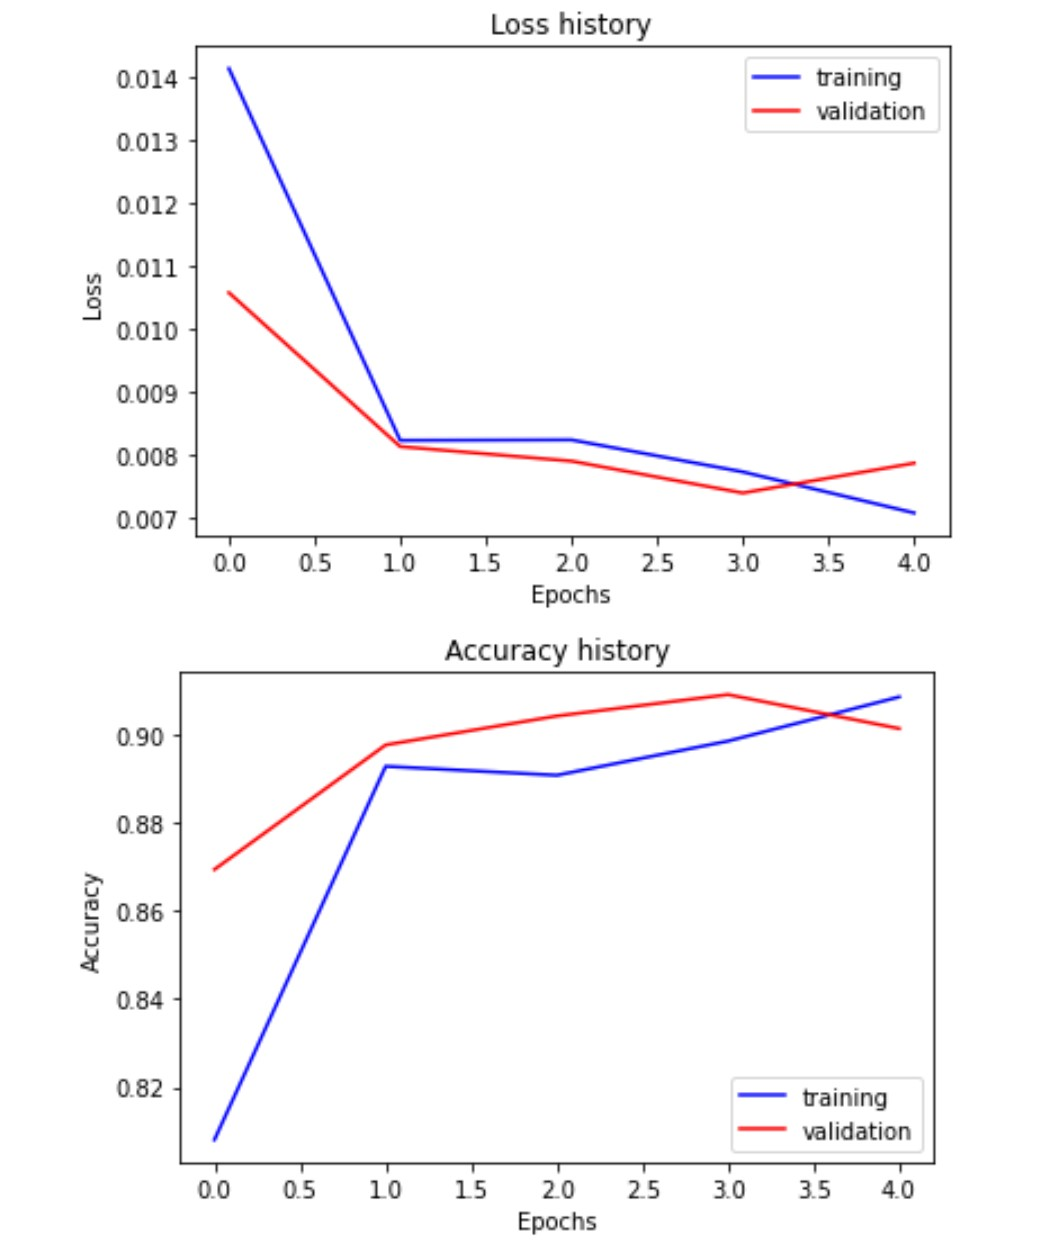 Loss history
training
validation
0.014
0.013
0.012
0.011
0.010
0.009
0.008
0.007
Loss
0.0 0.5 1.0 1.5 2.0 2.5 3.0 3.5 4.0
Epochs
Accuracy history
0.90
0.88
0.86
0.84
0.82
Accuracy
training
validation
0.0 0.5 1.0 1.5 2.0 2.5 3.0 3.5 4.0
Epochs